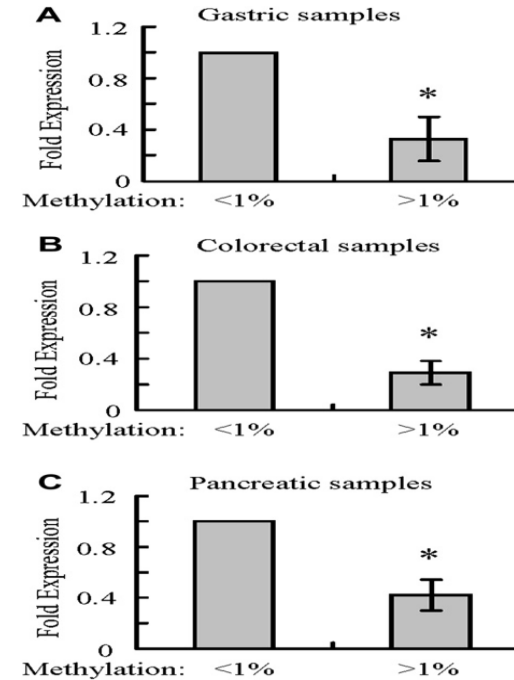 A Gastric samples
1.2
0.8
0.4
0
Fold Expression
*
Methylation: <1% >1%
B Colorectal samples
1.2
0.8
0.4
0
Fold Expression
*
Methylation: <1% >1%
C Pancreatic samples
1.2
0.8
0.4
0
Fold Expression
*
Methylation: <1% >1%